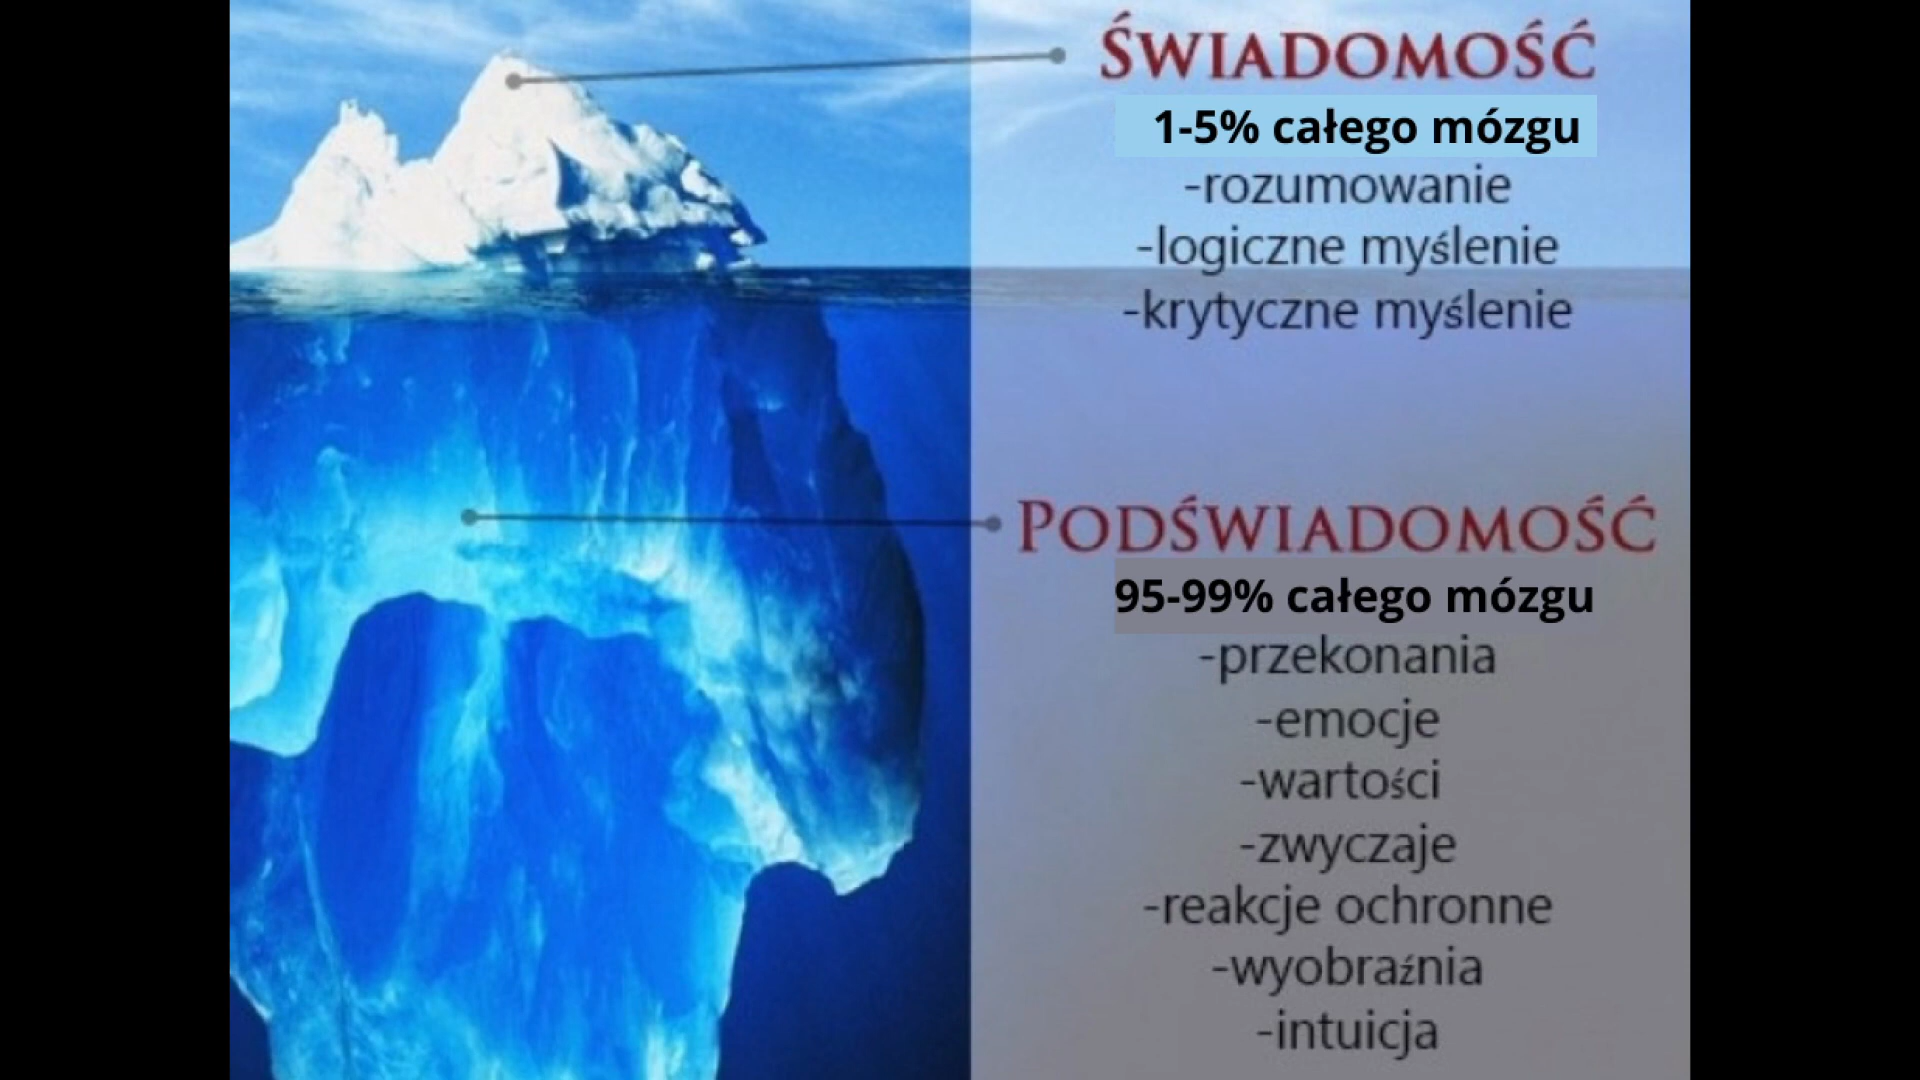 ŚWIADOMOŚĆ
1-5% całego mózgu
-rozumowanie
-logiczne myślenie
-krytyczne myślenie
PODŚWIADOMOŚĆ
95-99% całego mózgu
-przekonania
-emocje
-wartości
-zwyczaje
-reakcje ochronne
-wyobraźnia
-intuicja